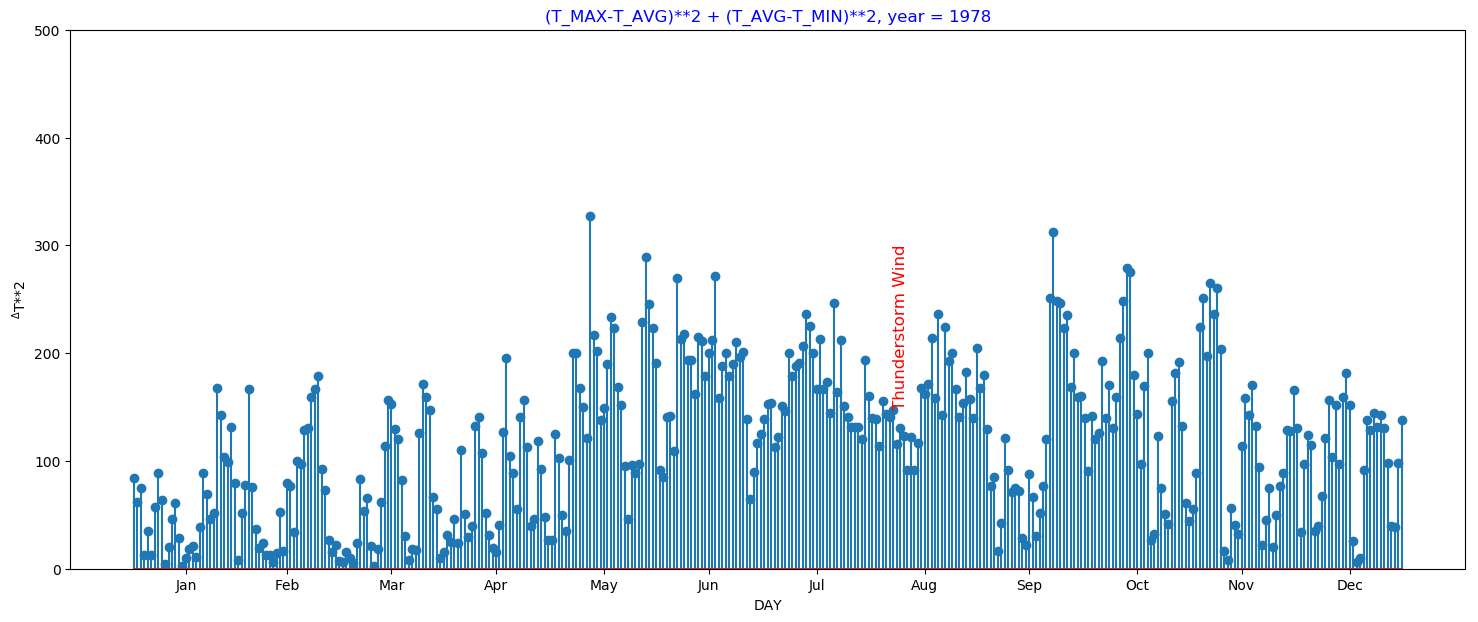 (T_MAX-T_AVG)**2 + (T_AVG-T_MIN)**2, year = 1978
500
400
300
200
100
0
ΔT**2
Thunderstorm Wind
Jan Feb Mar Apr May Jun Jul Aug Sep Oct Nov Dec
DAY